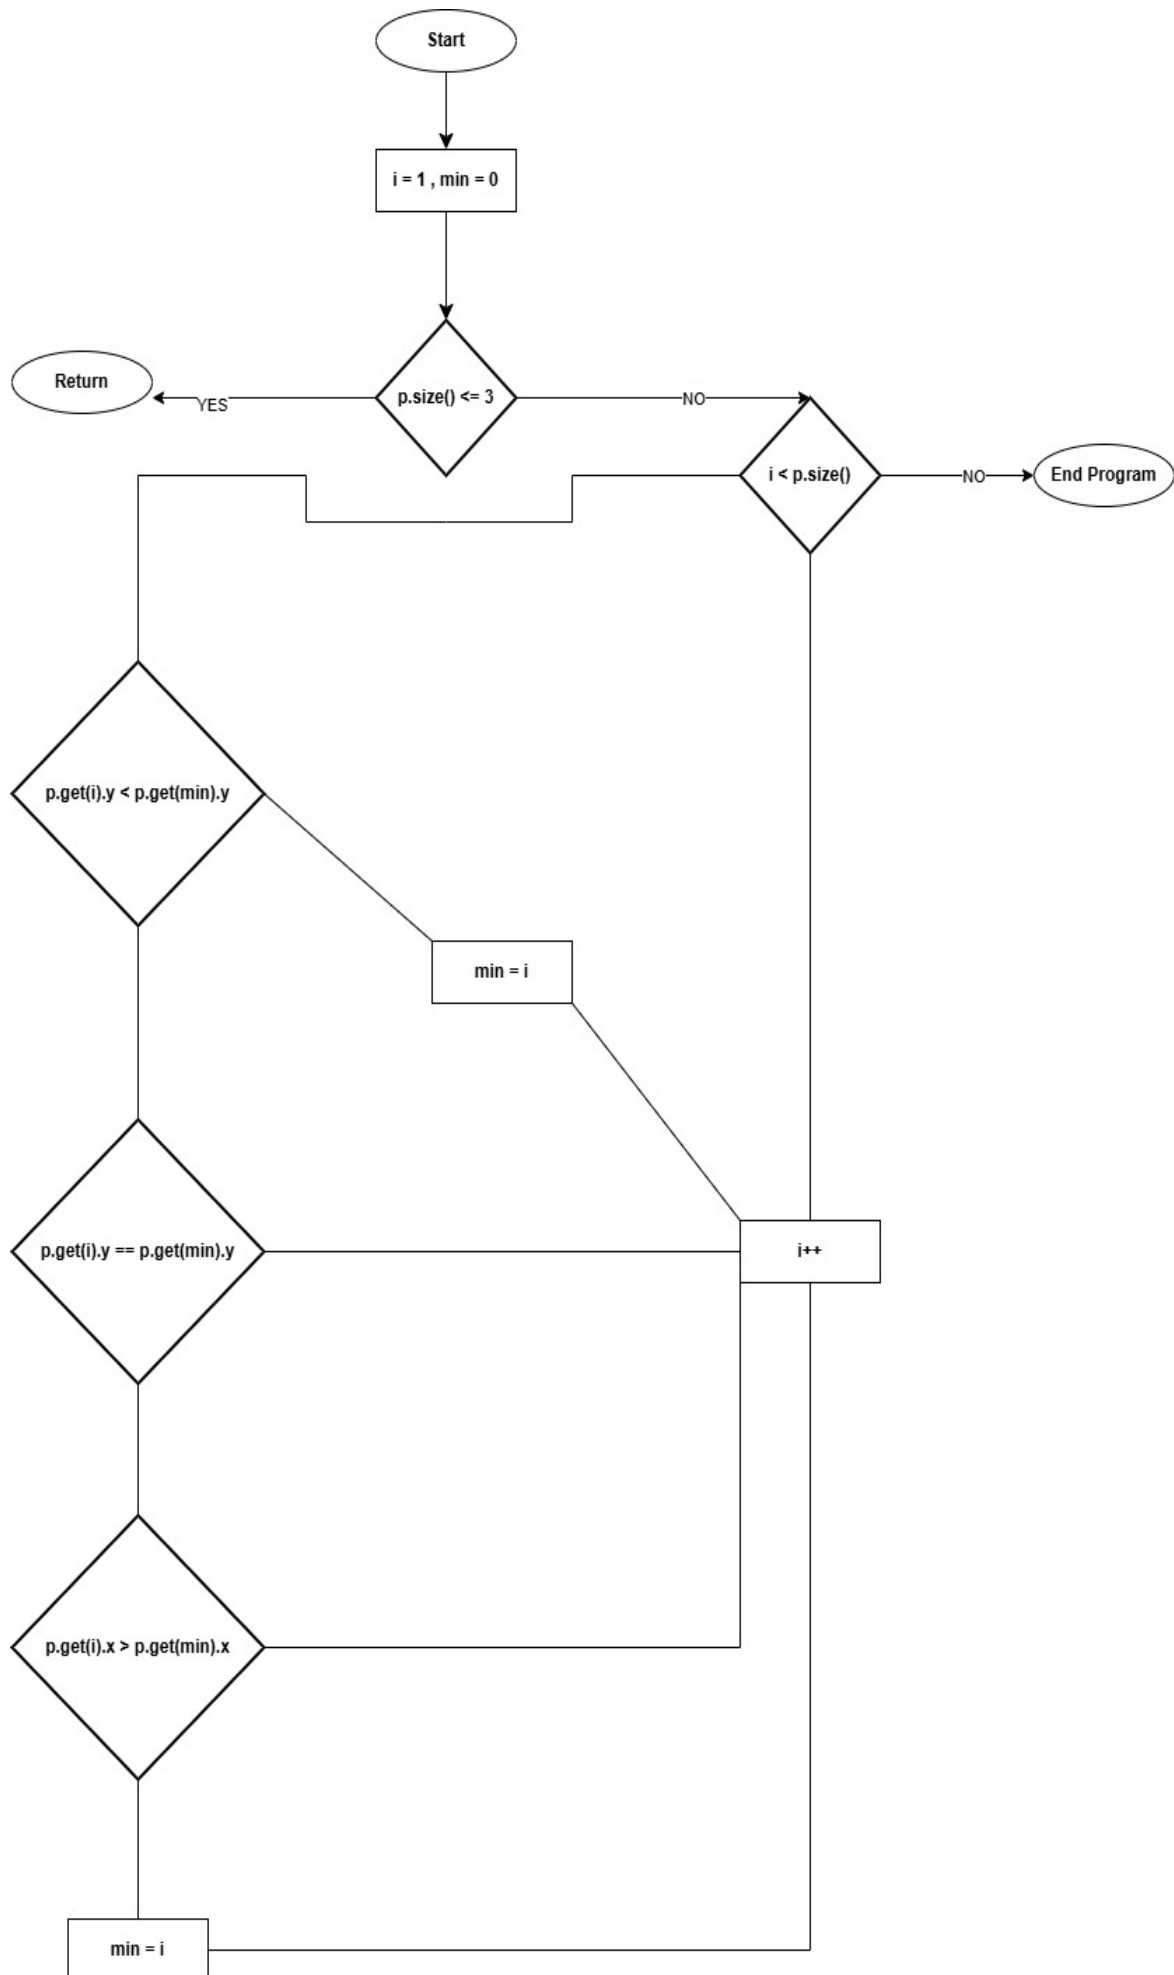 Start
i = 1 , min = 0
p.size() <= 3
Return
YES
NO
i < p.size()
NO
End Program
p.get(i).y < p.get(min).y
min = i
p.get(i).y == p.get(min).y
i++
p.get(i).x > p.get(min).x
min = i